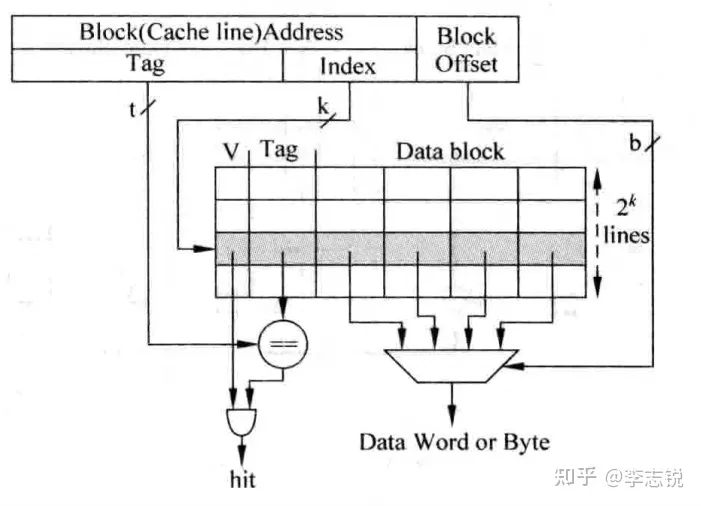 Block(Cache line)Address
Block
Offset
Tag
Index
t
k
b
V
Tag
Data block
2^k
lines
==
Data Word or Byte
hit
知乎 @李志锐